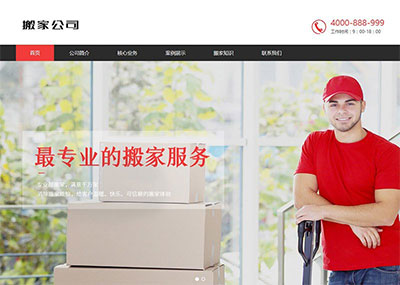 搬家公司
4000-888-999
工作时间：9：00-18：00
首页 公司简介 核心业务 案例展示 搬家知识 联系我们
最专业的搬家服务